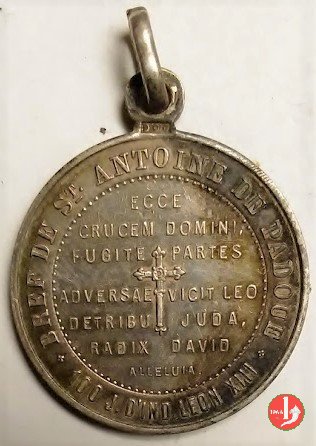 BREF DE ST. ANTOINE DE PADOUE
ECCE
CRUCEM DOMINI,
FUGITE PARTES
ADVERSAE VICIT LEO
DETRIBU JUDA,
RADIX DAVID
ALLELUIA.
100 J. D'IND. LEON XIII